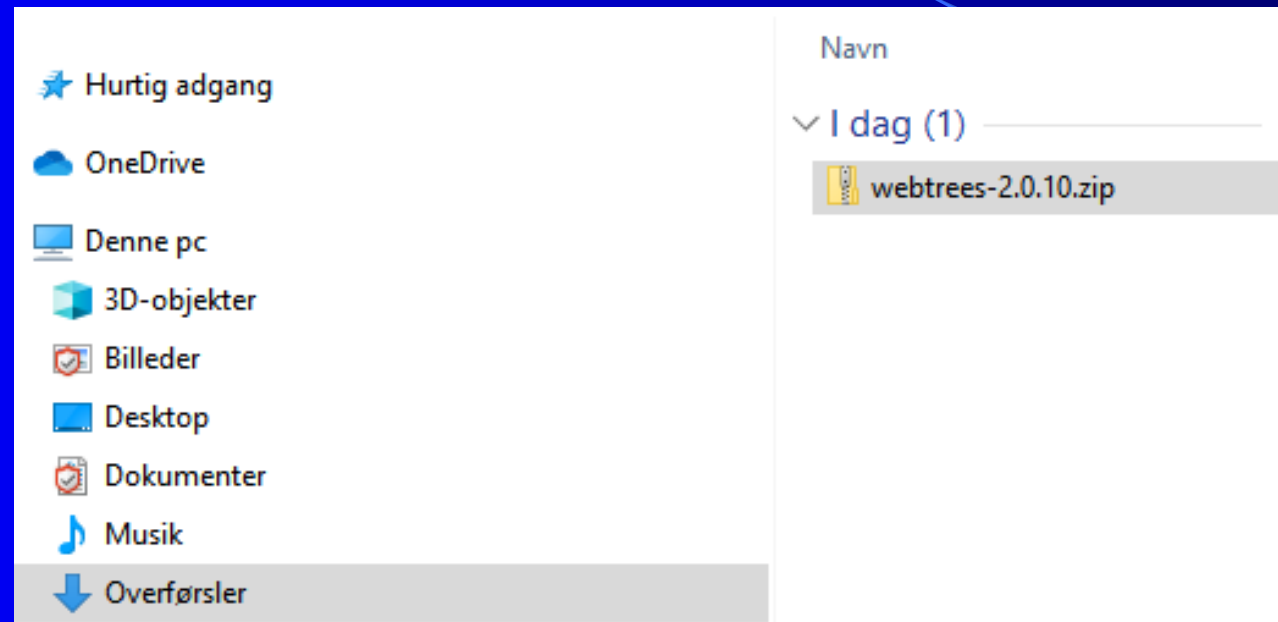 Hurtig adgang
OneDrive
Denne pc
3D-objekter
Billeder
Desktop
Dokumenter
Musik
Overførsler
Navn
I dag (1)
webtrees-2.0.10.zip